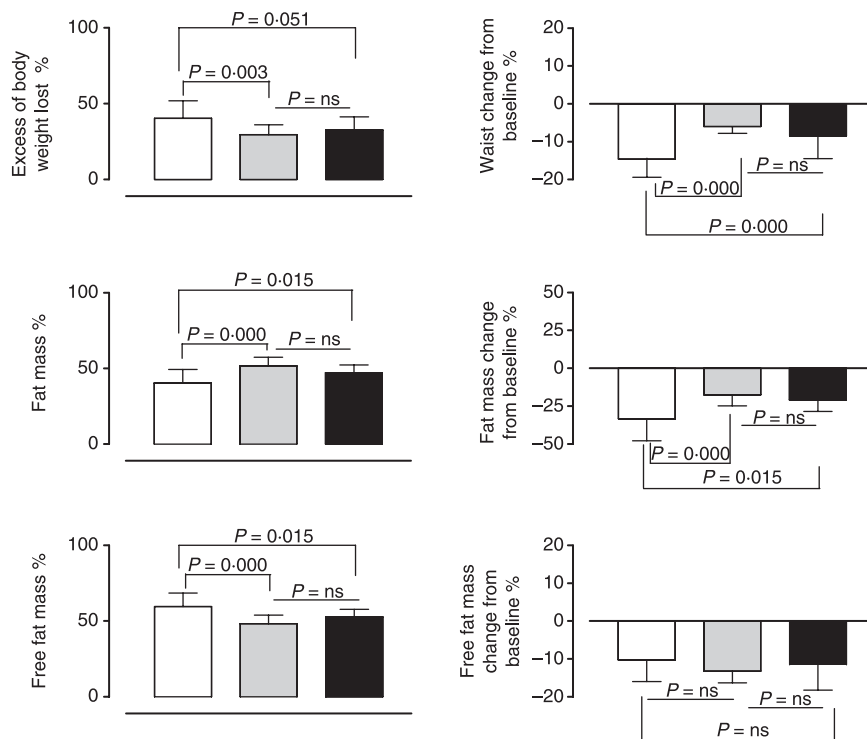 Excess of body
weight lost %
100
50
0
P = 0·051
P = 0·003
P = ns
Waist change from
baseline %
20
10
0
–10
–20
P = ns
P = 0·000
P = 0·000
Fat mass %
100
50
0
P = 0·015
P = 0·000
P = ns
Fat mass change
from baseline %
50
25
0
–25
–50
P = ns
P = 0·000
P = 0·015
Free fat mass %
100
50
0
P = 0·015
P = 0·000
P = ns
Free fat mass
change from
baseline %
20
10
0
–10
–20
P = ns
P = ns
P = ns